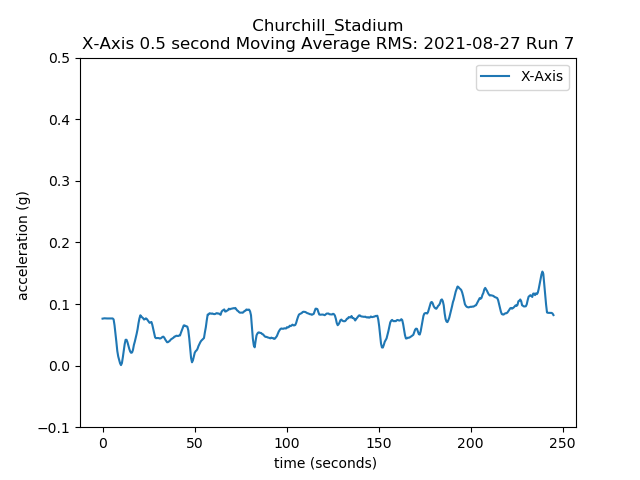 Churchill_Stadium
X-Axis 0.5 second Moving Average RMS: 2021-08-27 Run 7
X-Axis
0.5
0.4
0.3
0.2
0.1
0.0
−0.1
acceleration (g)
0 50 100 150 200 250
time (seconds)